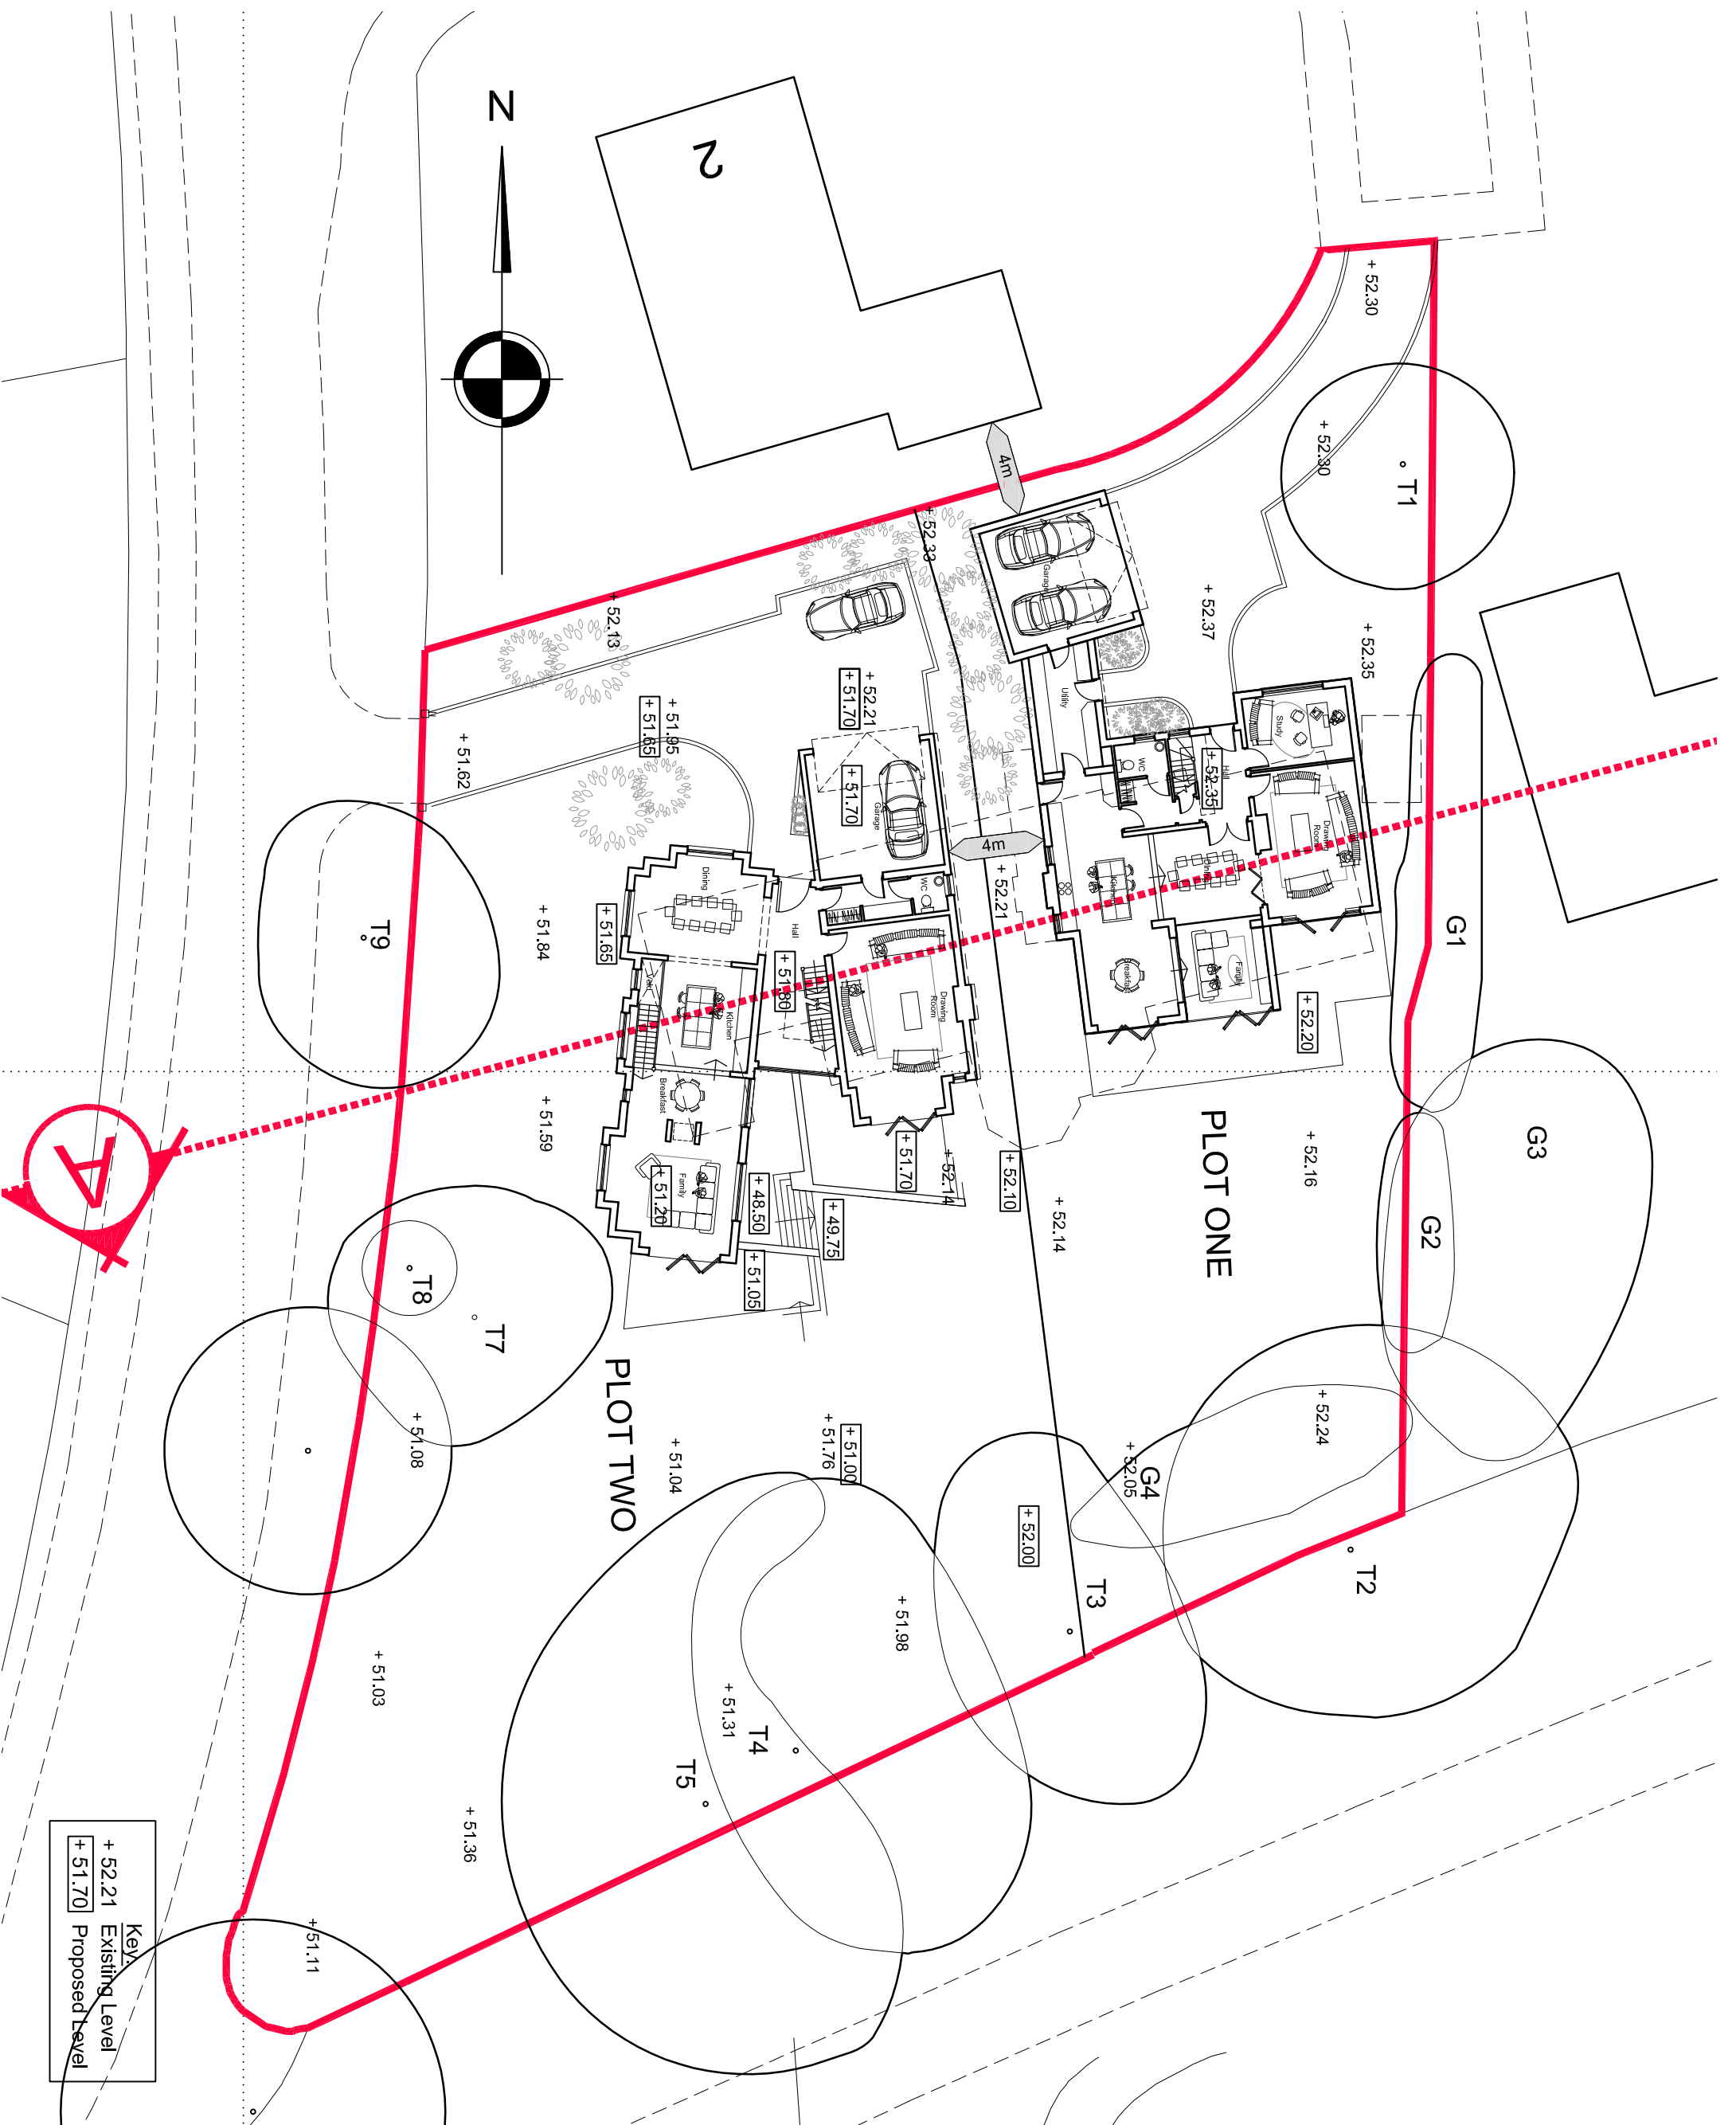 N
2
+ 52.30
+ 52.30
T1
4m
+ 52.33
+ 52.37
+ 52.35
Garage
Utility
Study
WC
Hall
+ 52.35
Drawing
Room
Dining
Kitchen
Breakfast
Family
+ 52.20
G1
+ 52.13
+ 51.62
+ 51.95
+ 51.65
+ 52.21
+ 51.70
+ 51.70
Garage
4m
+ 52.21
WC
Dining
Hall
+ 51.80
Drawing
Room
+ 51.65
+ 51.84
Kitchen
Breakfast
Family
+ 51.20
+ 51.59
T9
A
+ 48.50
+ 49.75
+ 51.05
+ 51.70
+ 52.14
+ 52.10
+ 52.14
PLOT ONE
+ 52.16
G3
G2
T8
T7
PLOT TWO
+ 51.08
+ 51.04
+ 51.00
+ 51.76
+ 52.05
G4
+ 52.24
+ 52.00
T2
T3
+ 51.98
+ 51.31
T4
T5
+ 51.03
+ 51.36
+ 51.11
Key:
+ 52.21 Existing Level
+ 51.70 Proposed Level